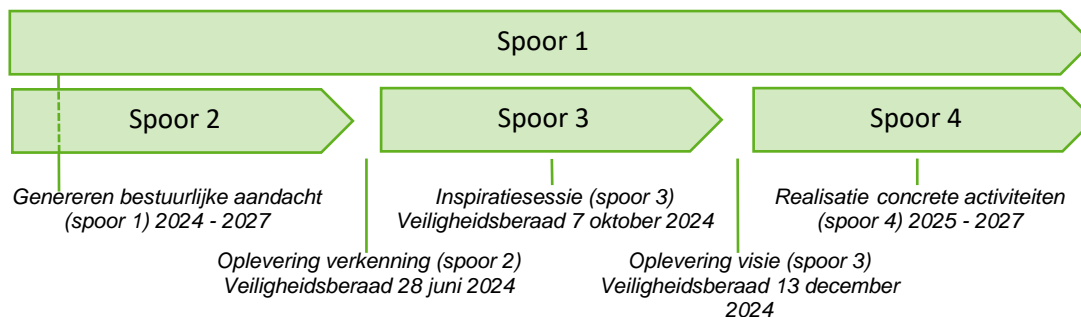 Spoor 1
Spoor 2
Spoor 3
Spoor 4
Genereren bestuurlijke aandacht
(spoor 1) 2024 - 2027
Inspiratiesessie (spoor 3)
Veiligheidsberaad 7 oktober 2024
Realisatie concrete activiteiten
(spoor 4) 2025 - 2027
Oplevering verkenning (spoor 2)
Veiligheidsberaad 28 juni 2024
Oplevering visie (spoor 3)
Veiligheidsberaad 13 december
2024